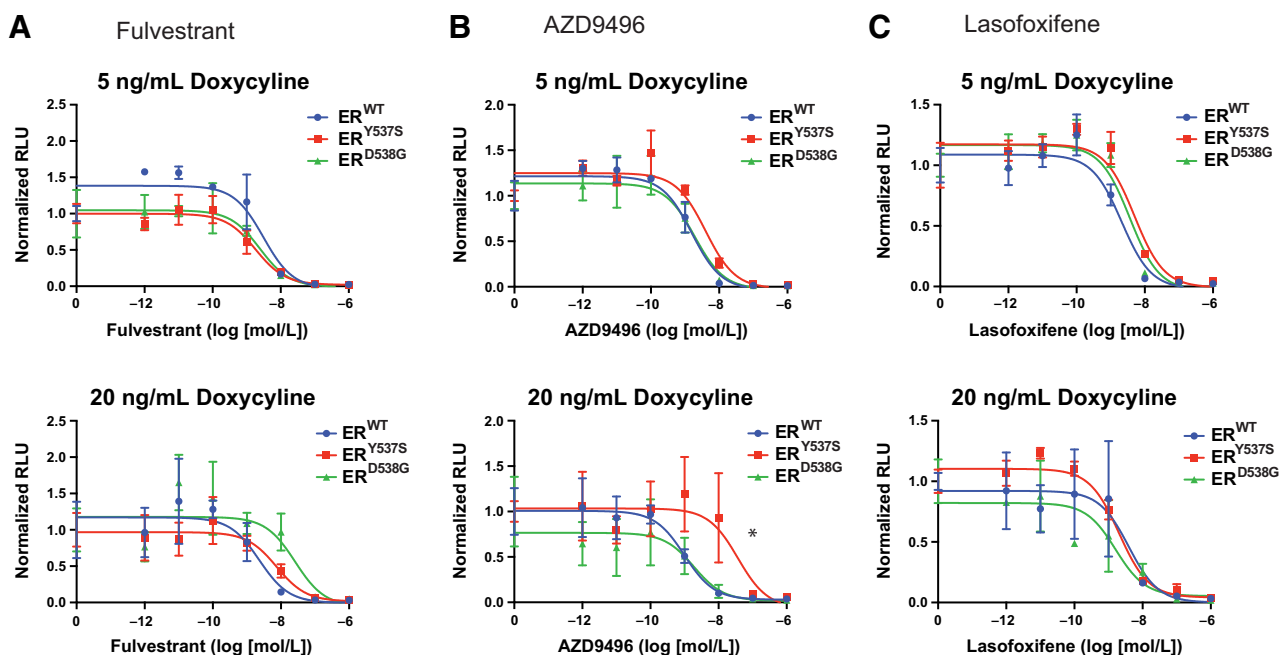 A Fulvestrant
5 ng/mL Doxycyline
Normalized RLU
2.5
2.0
1.5
1.0
0.5
0.0
0 –12 –10 –8 –6
Fulvestrant (log [mol/L])
ER WT
ER Y537S
ER D538G
B AZD9496
5 ng/mL Doxycyline
Normalized RLU
2.0
1.5
1.0
0.5
0.0
0 –12 –10 –8 –6
AZD9496 (log [mol/L])
ER WT
ER Y537S
ER D538G
C Lasofoxifene
5 ng/mL Doxycyline
Normalized RLU
1.5
1.0
0.5
0.0
0 –12 –10 –8 –6
Lasofoxifene (log [mol/L])
ER WT
ER Y537S
ER D538G
20 ng/mL Doxycyline
Normalized RLU
2.5
2.0
1.5
1.0
0.5
0.0
0 –12 –10 –8 –6
Fulvestrant (log [mol/L])
ER WT
ER Y537S
ER D538G
20 ng/mL Doxycyline
Normalized RLU
2.0
1.5
1.0
0.5
0.0
0 –12 –10 –8 –6
AZD9496 (log [mol/L])
ER WT
ER Y537S
ER D538G
*
20 ng/mL Doxycyline
Normalized RLU
1.5
1.0
0.5
0.0
0 –12 –10 –8 –6
Lasofoxifene (log [mol/L])
ER WT
ER Y537S
ER D538G